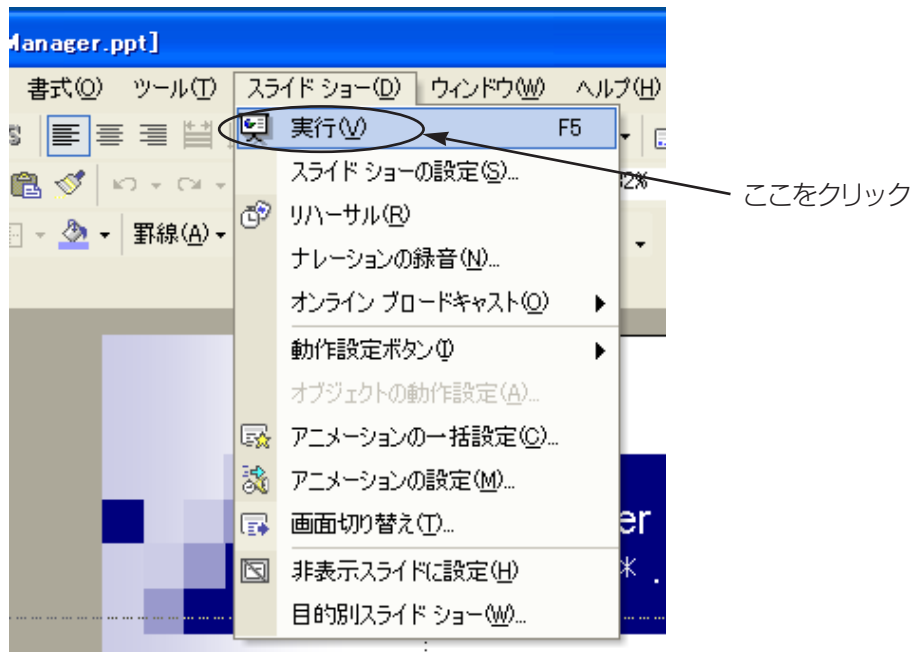 Manager.ppt]
書式(O) ツール(T) スライド ショー(D) ウィンドウ(W) ヘルプ(H)
実行(V) F5
スライド ショーの設定(S)...
2%
ここをクリック
リハーサル(R)
罫線(A)
ナレーションの録音(N)...
オンライン ブロードキャスト(O)
動作設定ボタン(I)
オブジェクトの動作設定(A)...
アニメーションの一括設定(C)...
アニメーションの設定(M)...
画面切り替え(T)...
er
非表示スライドに設定(H)
*.
目的別スライド ショー(W)...